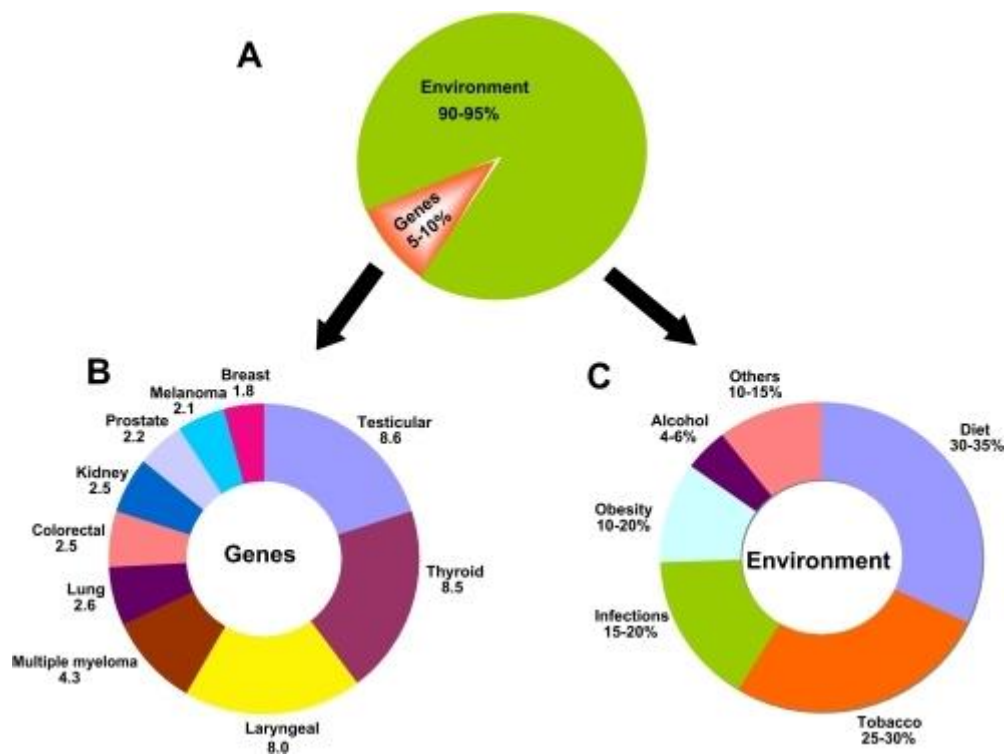 A
Environment
90-95%
Genes
5-10%
B
Breast
1.8
Melanoma
2.1
Prostate
2.2
Kidney
2.5
Colorectal
2.5
Lung
2.6
Multiple myeloma
4.3
Laryngeal
8.0
Thyroid
8.5
Testicular
8.6
Genes
C
Others
10-15%
Alcohol
4-6%
Obesity
10-20%
Infections
15-20%
Tobacco
25-30%
Diet
30-35%
Environment